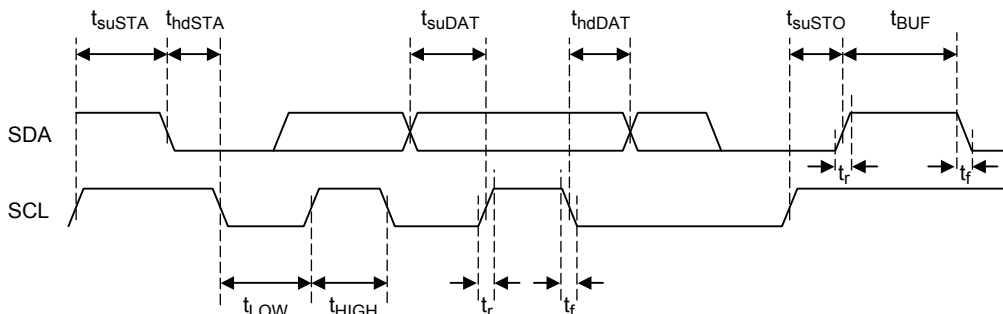 tsuSTA thdSTA tsuDAT thdDAT tsuSTO tBUF
SDA
tr tf
SCL
tLOW tHIGH tr tf